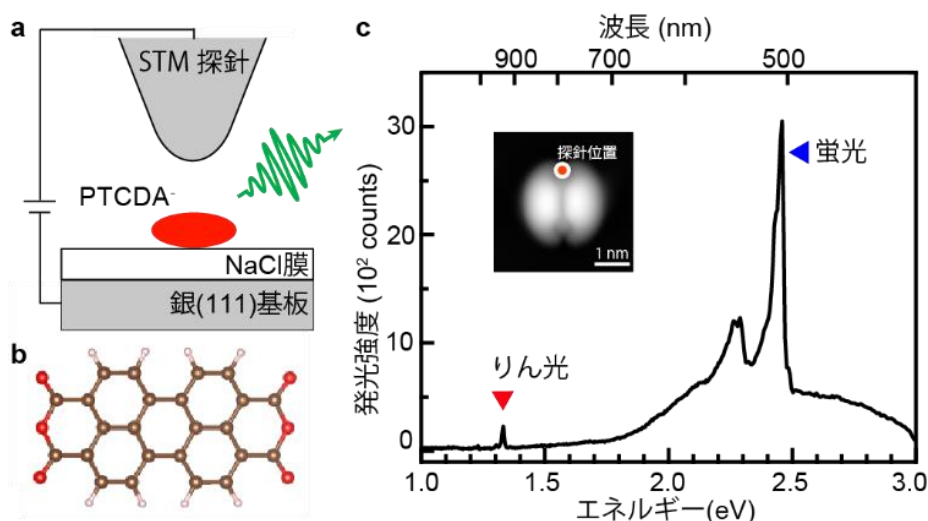 a
STM 探針
PTCDA⁻
NaCl膜
銀(111)基板
b
c
波長 (nm)
900
700
500
発光強度 (10² counts)
30
20
10
0
探針位置
1 nm
蛍光
りん光
1.0
1.5
2.0
2.5
3.0
エネルギー(eV)